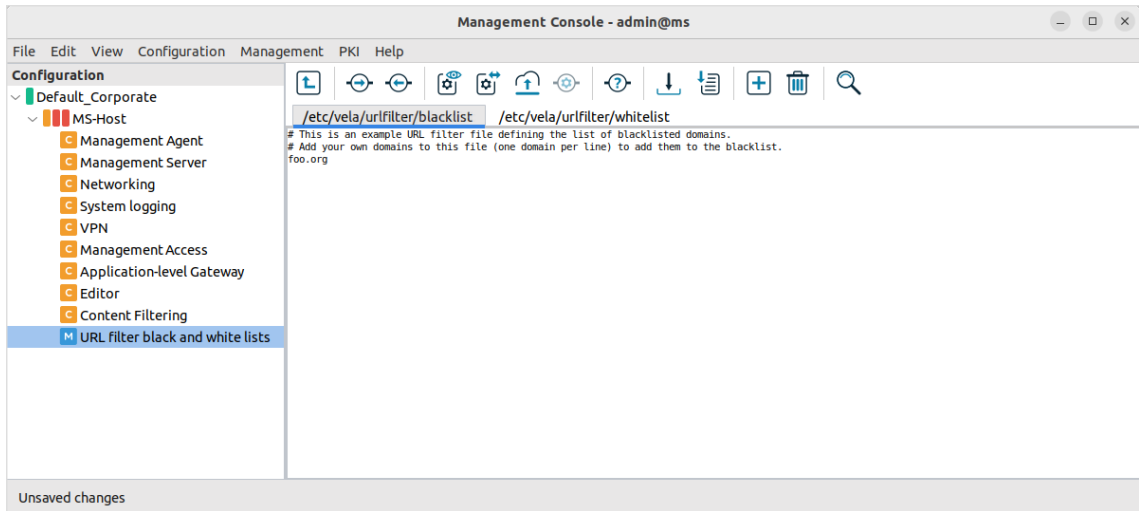 Management Console - admin@ms
File Edit View Configuration Management PKI Help
Configuration
Default_Corporate
MS-Host
C Management Agent
C Management Server
C Networking
C System logging
C VPN
C Management Access
C Application-level Gateway
C Editor
C Content Filtering
M URL filter black and white lists
/etc/vela/urlfilter/blacklist /etc/vela/urlfilter/whitelist
# This is an example URL filter file defining the list of blacklisted domains.
# Add your own domains to this file (one domain per line) to add them to the blacklist.
foo.org
Unsaved changes